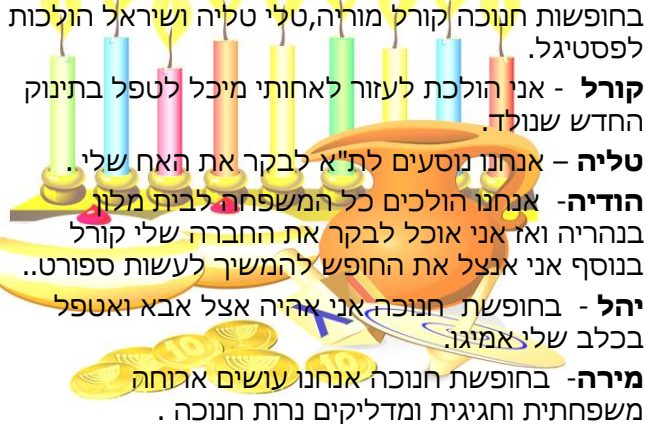 בחופשות חנוכה קורל מוריה,טלי טליה ושיראל הולכות
לפסטיגל.
קורל - אני הולכת לעזור לאחותי מיכל לטפל בתינוק
החדש שנולד.
טליה – אנחנו נוסעים לת"א לבקר את האח שלי .
הודיה- אנחנו הולכים כל המשפחה לבית מלון
בנהריה ואז אני אוכל לבקר את החברה שלי קורל
בנוסף אני אנצל את החופש להמשיך לעשות ספורט..
יהל - בחופשת חנוכה אני אהיה אצל אבא ואטפל
בכלב שלי אמיגו.
מירה- בחופשת חנוכה אנחנו עושים ארוחה
משפחתית וחגיגית ומדליקים נרות חנוכה .
10
10